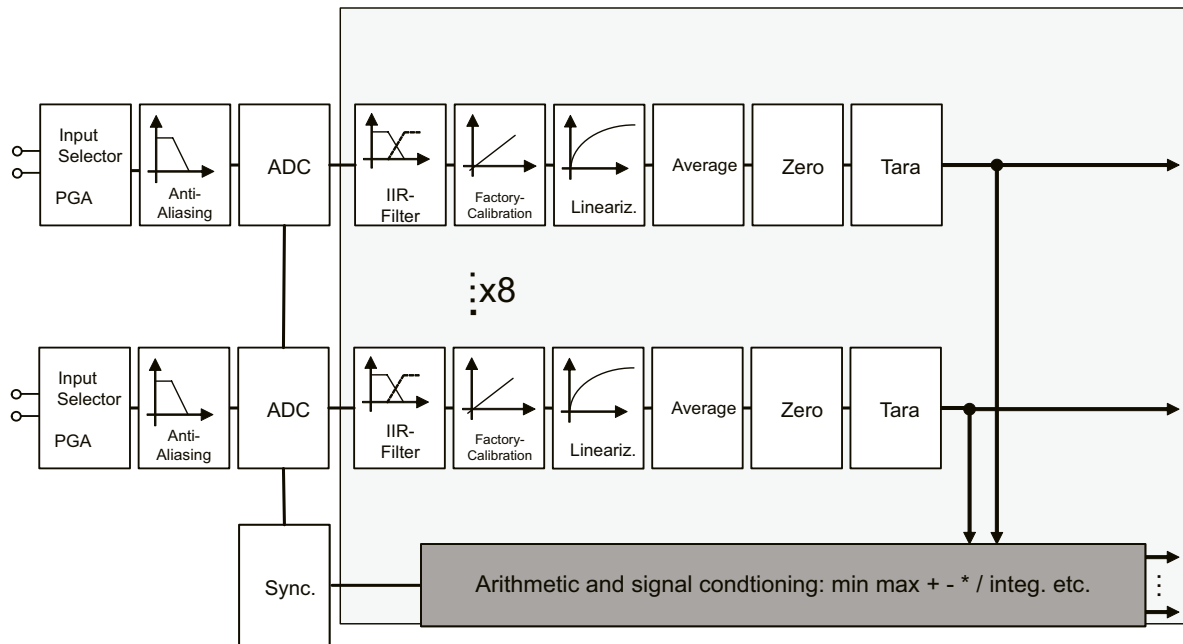 Input
Selector
PGA
Anti-
Aliasing
ADC
IIR-
Filter
Factory-
Calibration
Lineariz.
Average
Zero
Tara
x8
Input
Selector
PGA
Anti-
Aliasing
ADC
IIR-
Filter
Factory-
Calibration
Lineariz.
Average
Zero
Tara
Sync.
Arithmetic and signal condtioning: min max + - * / integ. etc.